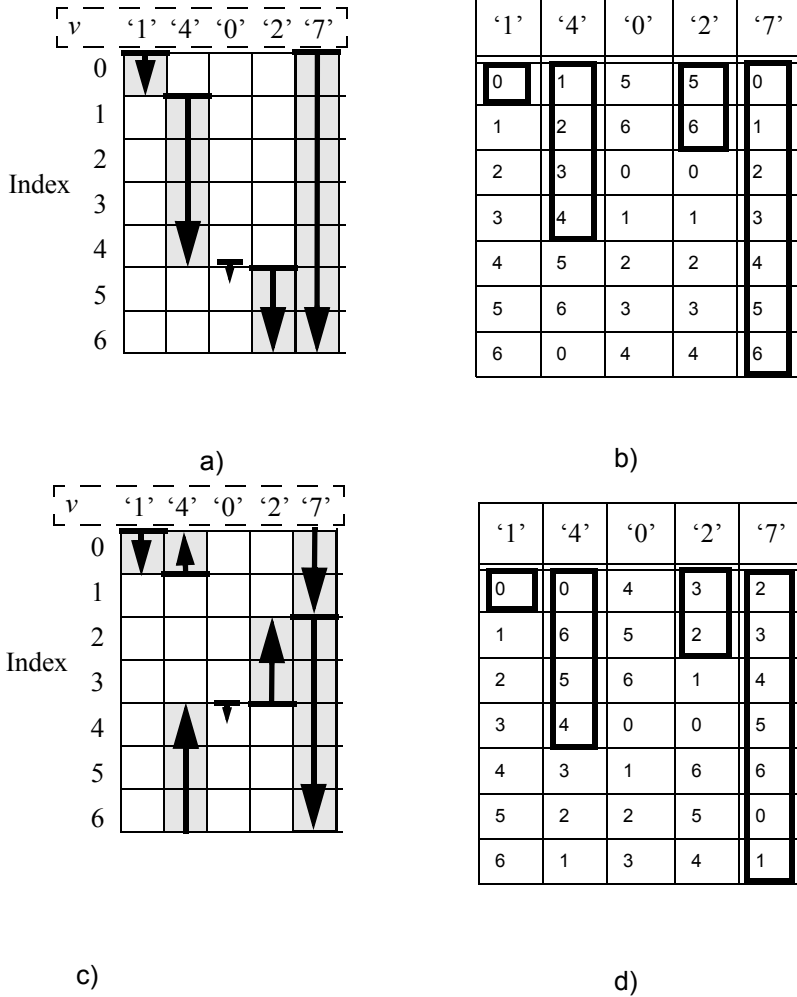 v ‘1’ ‘4’ ‘0’ ‘2’ ‘7’
0
1
2
Index
3
4
5
6
a)
‘1’ ‘4’ ‘0’ ‘2’ ‘7’
0 1 5 5 0
1 2 6 6 1
2 3 0 0 2
3 4 1 1 3
4 5 2 2 4
5 6 3 3 5
6 0 4 4 6
b)
v ‘1’ ‘4’ ‘0’ ‘2’ ‘7’
0
1
2
Index
3
4
5
6
c)
‘1’ ‘4’ ‘0’ ‘2’ ‘7’
0 0 4 3 2
1 6 5 2 3
2 5 6 1 4
3 4 0 0 5
4 3 1 6 6
5 2 2 5 0
6 1 3 4 1
d)